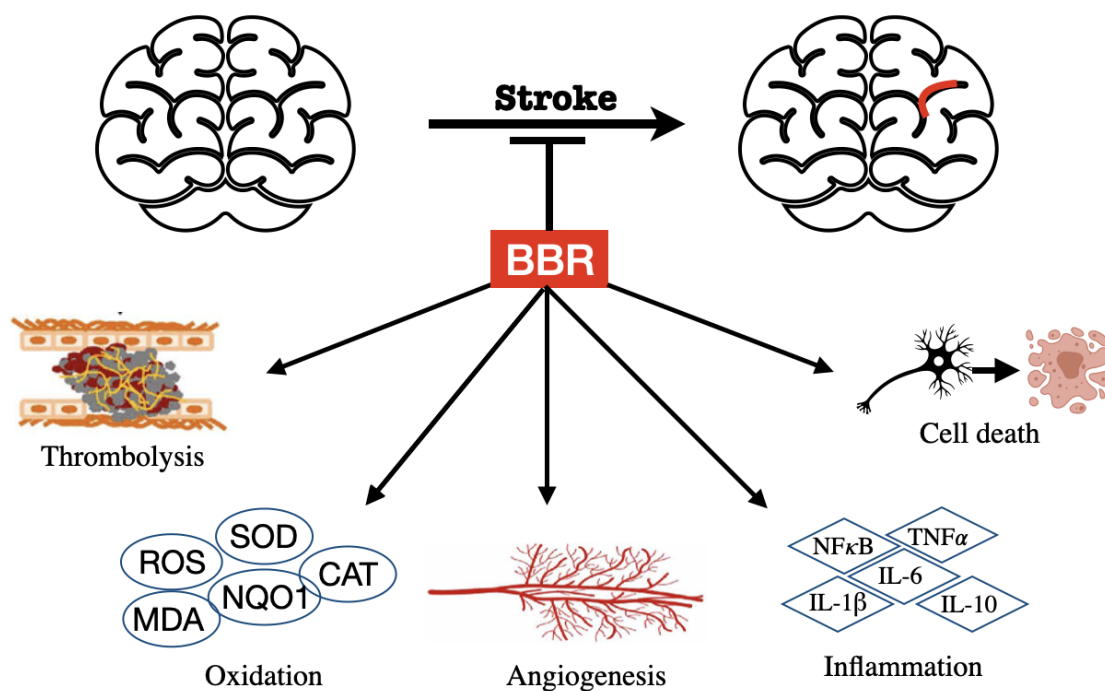 Stroke
BBR
Thrombolysis
Cell death
SOD
ROS
CAT
NQO1
MDA
Oxidation
Angiogenesis
NFκB
TNFα
IL-6
IL-1β
IL-10
Inflammation